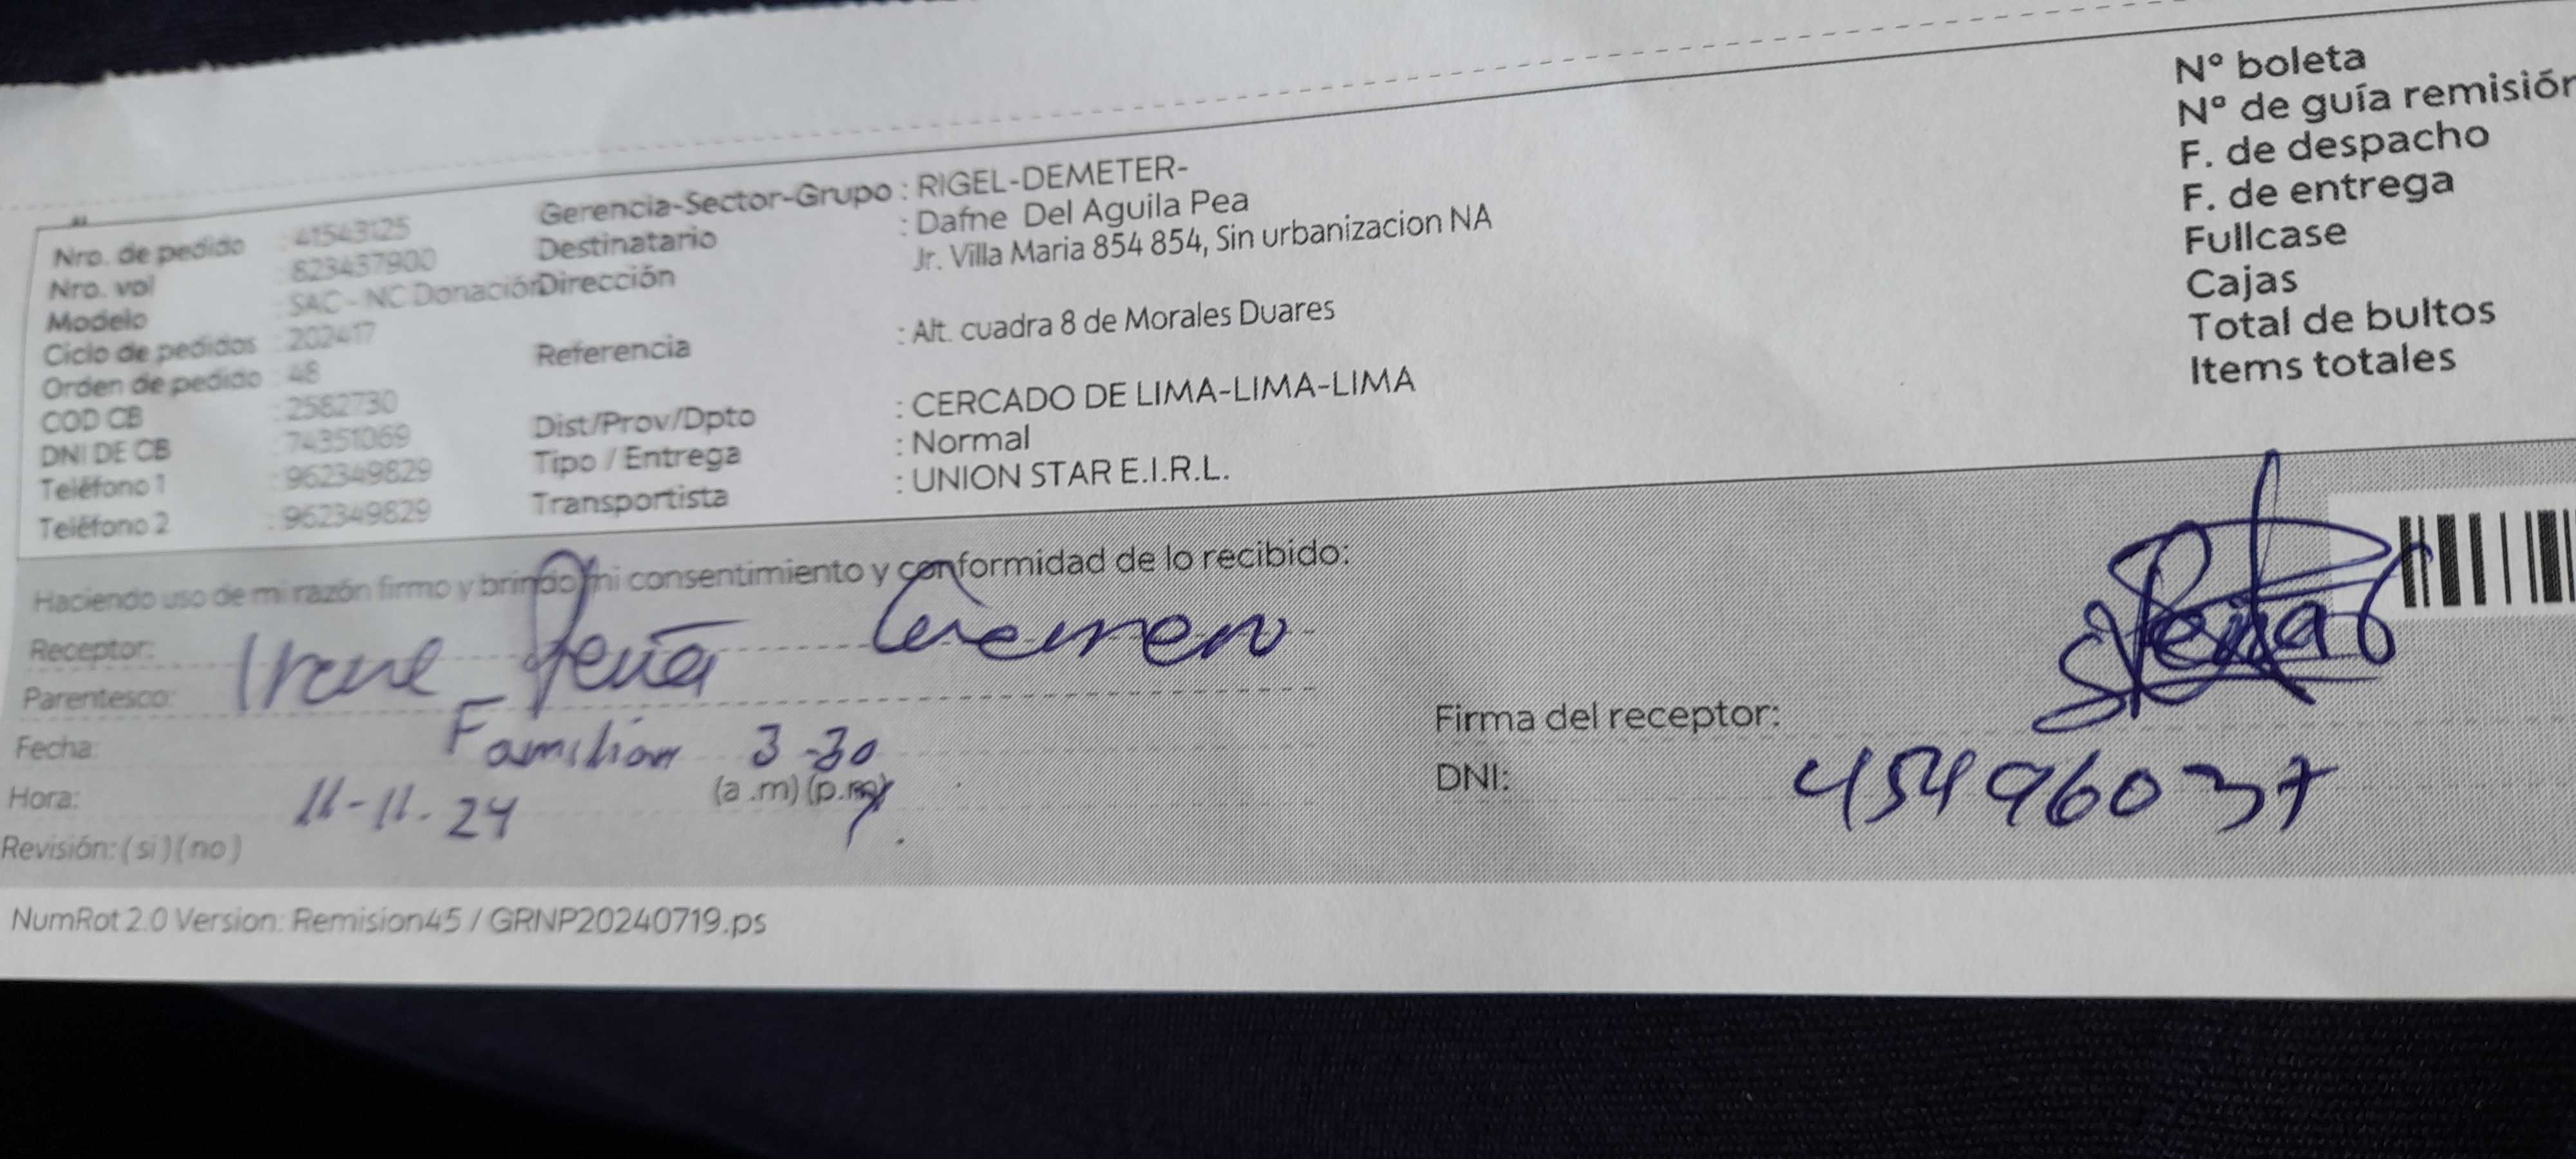 Nro. de pedido : 41543125
Nro. vol : 823437900
Modelo : SAC - NC Donación
Ciclo de pedidos : 202417
Orden de pedido : 48
COD CB : 2582730
DNI DE CB : 74351069
Teléfono 1 : 962349829
Teléfono 2 : 962349829
Gerencia-Sector-Grupo : RIGEL-DEMETER-
Destinatario : Dafne Del Aguila Pea
Dirección Jr. Villa Maria 854 854, Sin urbanizacion NA
Referencia : Alt. cuadra 8 de Morales Duares
Dist/Prov/Dpto : CERCADO DE LIMA-LIMA-LIMA
Tipo / Entrega : Normal
Transportista : UNION STAR E.I.R.L.
N° boleta
N° de guía remisión
F. de despacho
F. de entrega
Fullcase
Cajas
Total de bultos
Items totales
Haciendo uso de mi razón firmo y brindo mi consentimiento y conformidad de lo recibido:
Receptor: Irene Peña
Parentesco: Familiar
Fecha: 3-30
Hora: 11-11-24 (a.m) (p.m)
Revisión: ( si ) ( no )
Firma del receptor:
DNI: 45496037
NumRot 2.0 Version: Remision45 / GRNP20240719.ps